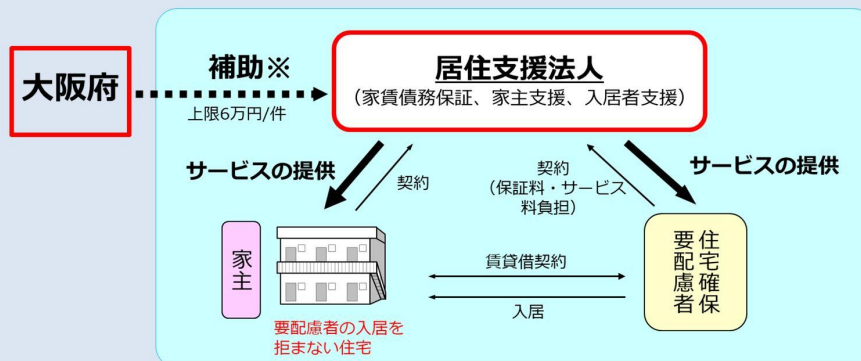 大阪府
補助※
上限6万円/件
居住支援法人
（家賃債務保証、家主支援、入居者支援）
サービスの提供
契約
契約
（保証料・サービス
料負担）
サービスの提供
家主
要配慮者の入居を
拒まない住宅
賃貸借契約
入居
住宅確保
要配慮者